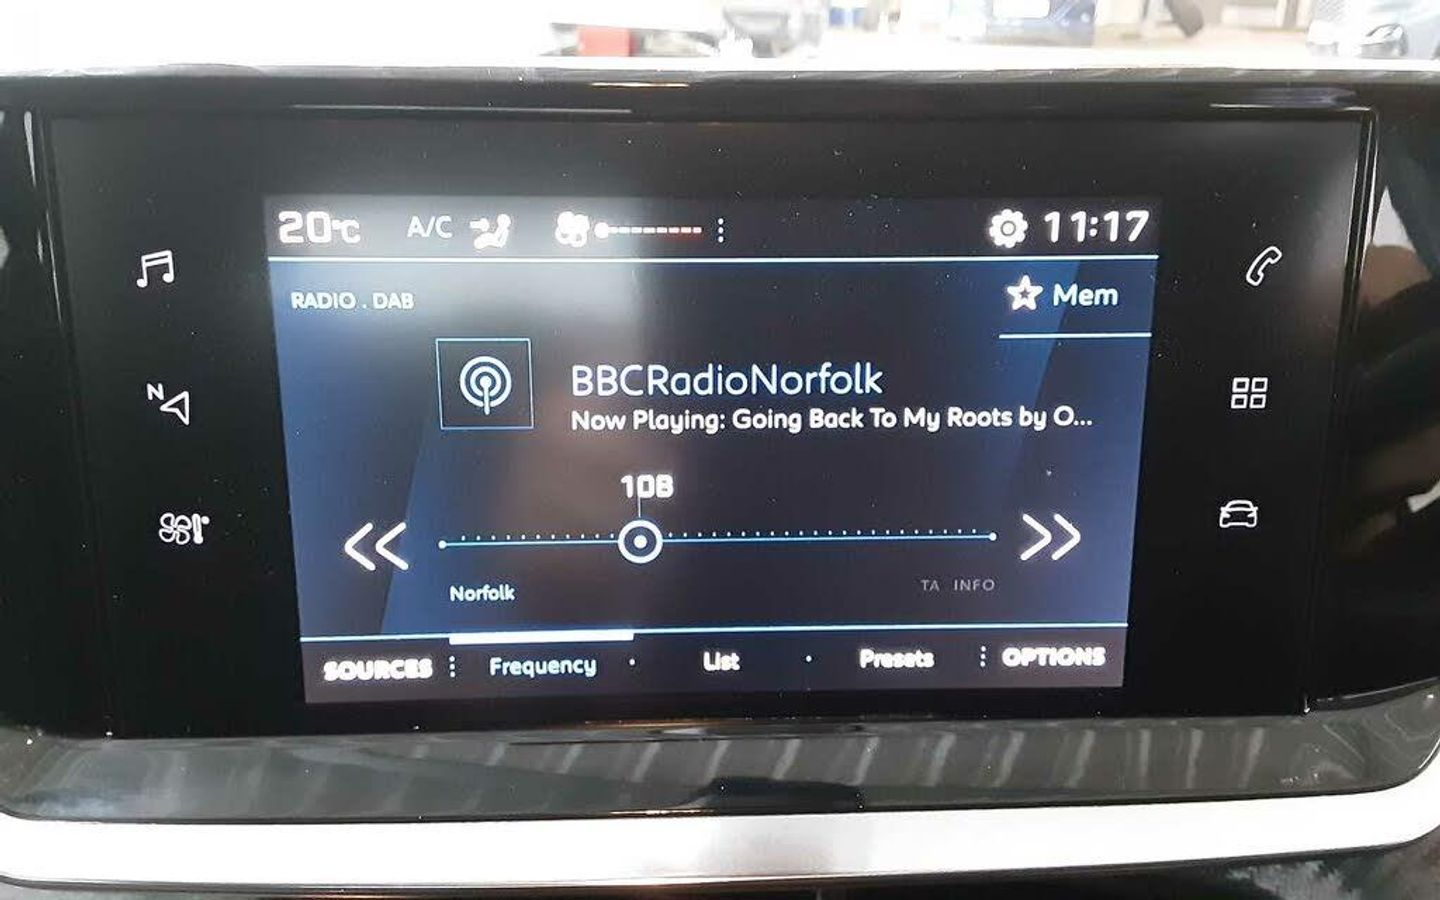 20°C A/C 11:17
RADIO . DAB
Mem
BBCRadioNorfolk
Now Playing: Going Back To My Roots by O...
10B
N
Norfolk
TA INFO
SOURCES Frequency List Presets OPTIONS